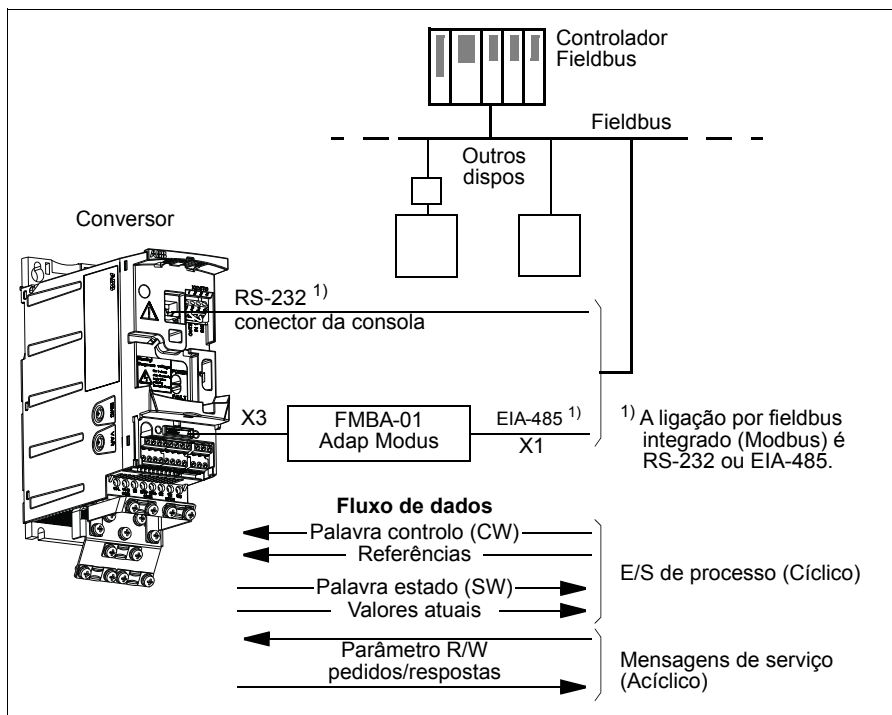 Controlador
Fieldbus
Fieldbus
Outros
dispos
Conversor
RS-232 1)
conector da consola
X3
FMBA-01
Adap Modus
EIA-485 1)
X1
1) A ligação por fieldbus
integrado (Modbus) é
RS-232 ou EIA-485.
Fluxo de dados
Palavra controlo (CW)
Referências
Palavra estado (SW)
Valores atuais
E/S de processo (Cíclico)
Parâmetro R/W
pedidos/respostas
Mensagens de serviço
(Acíclico)